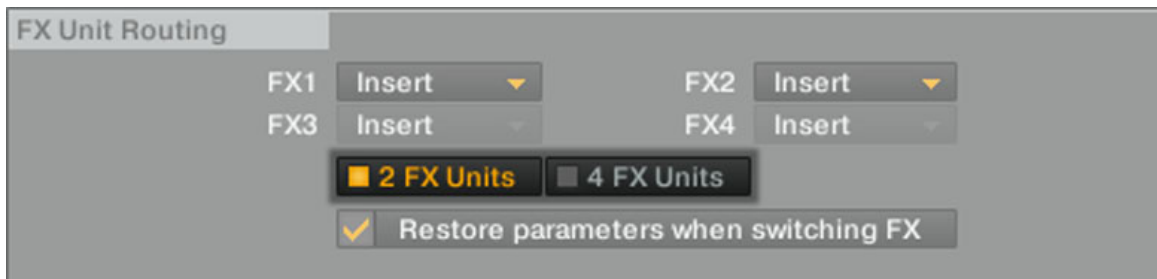 FX Unit Routing
FX1 Insert FX2 Insert
FX3 Insert FX4 Insert
2 FX Units 4 FX Units
Restore parameters when switching FX